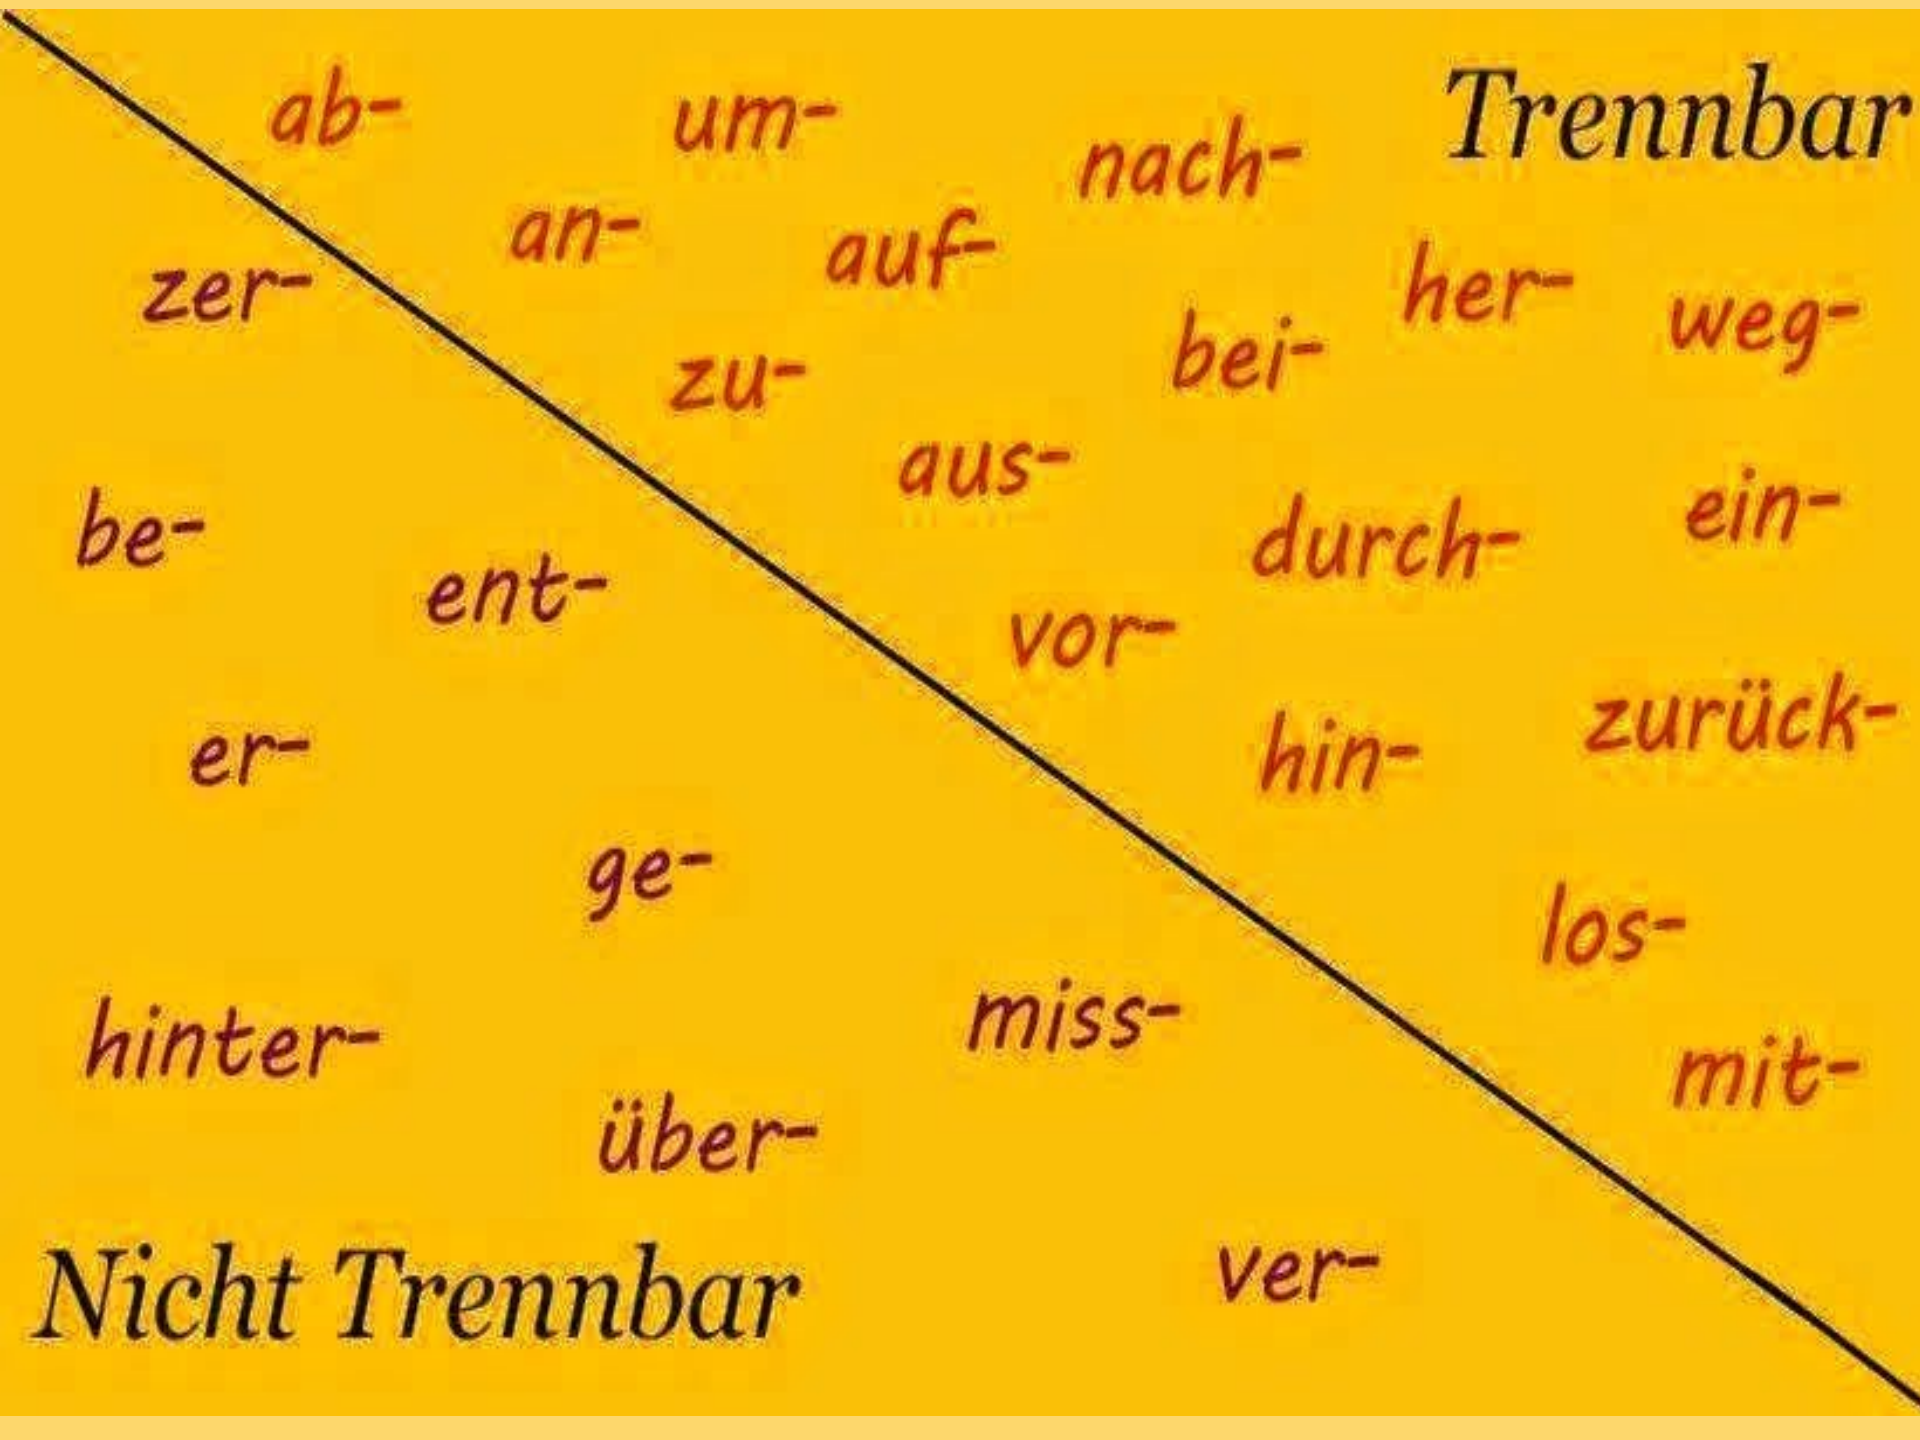 Trennbar
ab-
um-
nach-
an-
auf-
her-
weg-
zer-
zu-
bei-
aus-
ein-
be-
ent-
durch-
vor-
er-
hin-
zurück-
ge-
los-
hinter-
miss-
mit-
über-
ver-
Nicht Trennbar